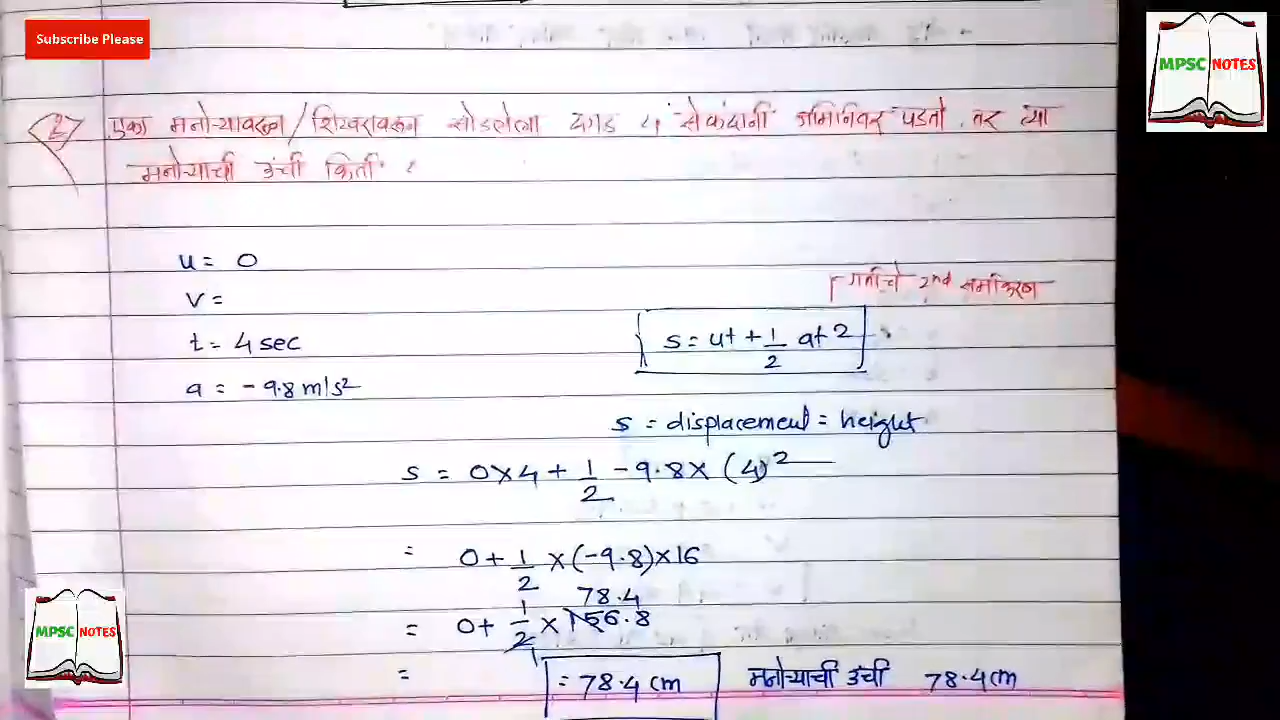 Subscribe Please
MPSC NOTES
2
एका मनोऱ्यावरून/शिखरावरून सोडलेला दगड 4 सेकंदांनी जमिनिवर पडतो. तर त्या
मनोऱ्याची उंची किती ?
u = 0
v =
t = 4 sec
a = - 9.8 m/s²
गतीचे 2nd समीकरण
s = ut + 1/2 at 2
s = displacement = height
s = 0×4 + 1/2 - 9.8 × (4)²
= 0 + 1/2 × (-9.8) × 16
78.4
= 0 + 1/2 × 156.8
= = 78.4 cm मनोऱ्याची उंची 78.4 cm
MPSC NOTES